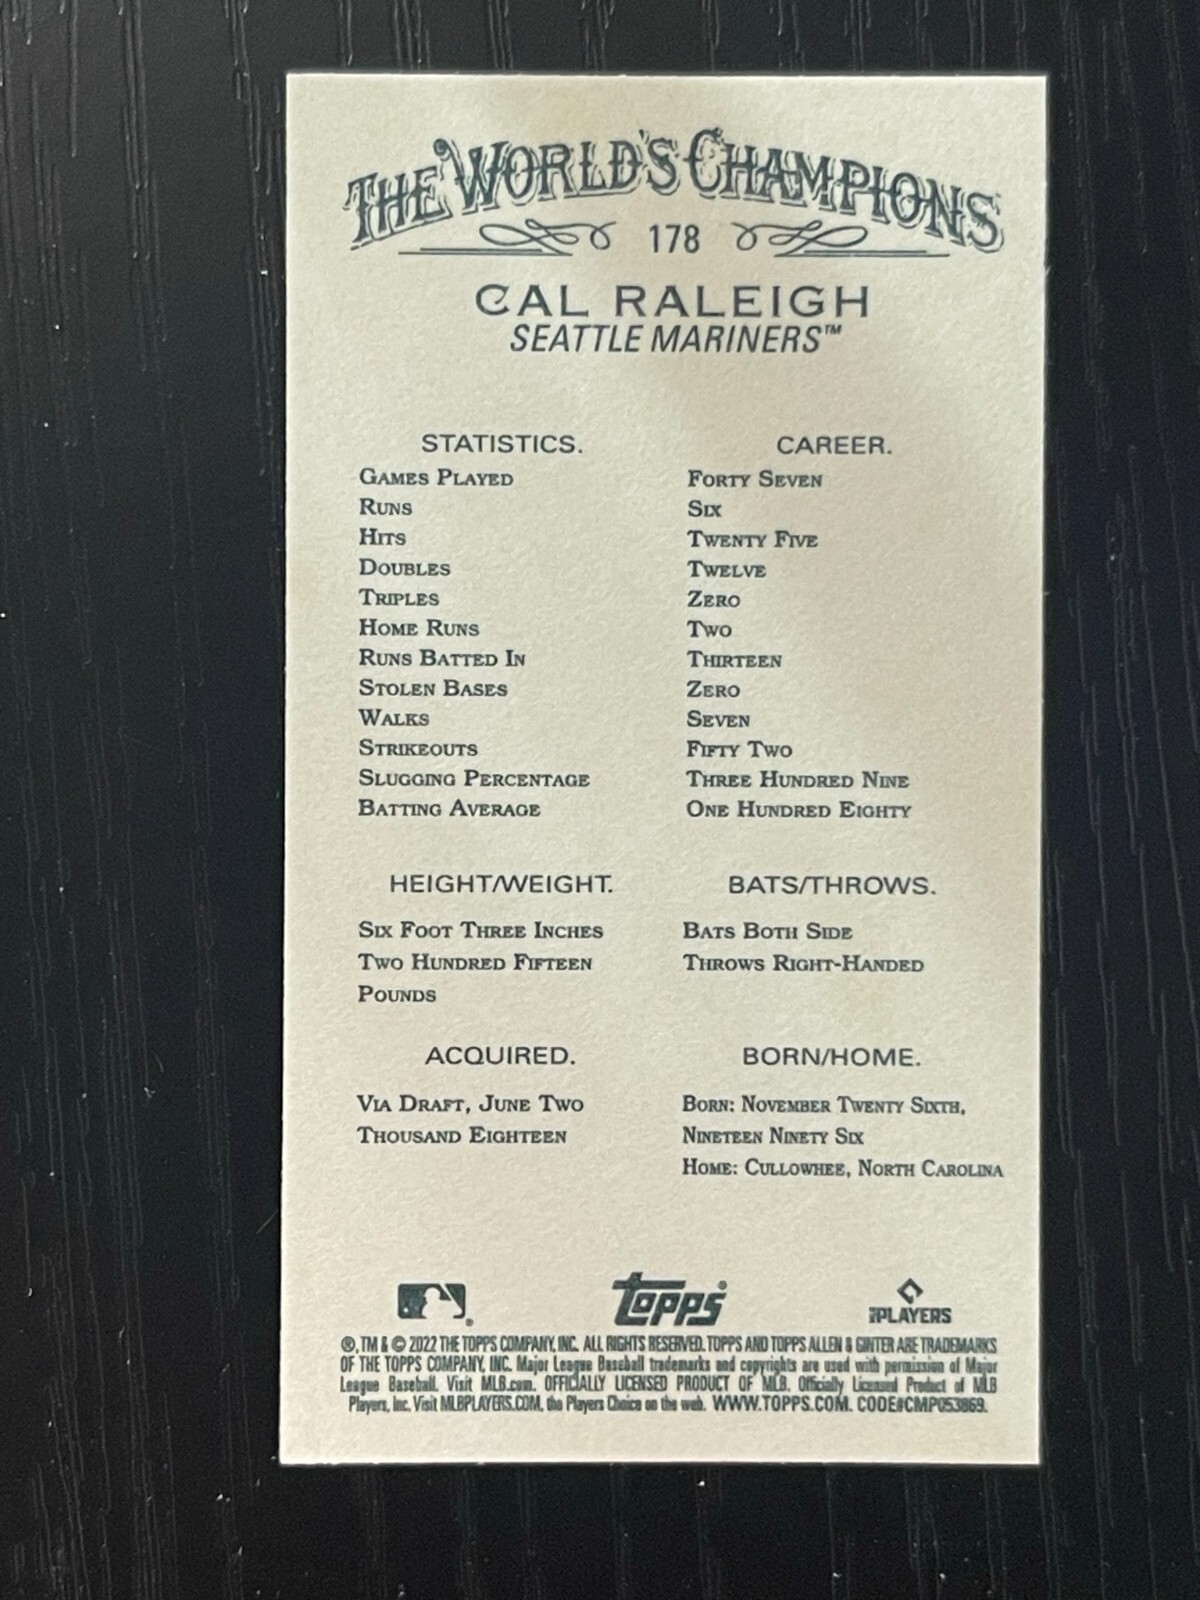 THE WORLD'S CHAMPIONS
178
CAL RALEIGH
SEATTLE MARINERS™
STATISTICS. CAREER.
GAMES PLAYED FORTY SEVEN
RUNS SIX
HITS TWENTY FIVE
DOUBLES TWELVE
TRIPLES ZERO
HOME RUNS TWO
RUNS BATTED IN THIRTEEN
STOLEN BASES ZERO
WALKS SEVEN
STRIKEOUTS FIFTY TWO
SLUGGING PERCENTAGE THREE HUNDRED NINE
BATTING AVERAGE ONE HUNDRED EIGHTY
HEIGHT/WEIGHT.
SIX FOOT THREE INCHES
TWO HUNDRED FIFTEEN
POUNDS
BATS/THROWS.
BATS BOTH SIDE
THROWS RIGHT-HANDED
ACQUIRED.
VIA DRAFT, JUNE TWO
THOUSAND EIGHTEEN
BORN/HOME.
BORN: NOVEMBER TWENTY SIXTH,
NINETEEN NINETY SIX
HOME: CULLOWHEE, NORTH CAROLINA
®
Topps®
PLAYERS
®, TM & © 2022 THE TOPPS COMPANY, INC. ALL RIGHTS RESERVED. TOPPS AND TOPPS ALLEN & GINTER ARE TRADEMARKS
OF THE TOPPS COMPANY, INC. Major League Baseball trademarks and copyrights are used with permission of Major
League Baseball. Visit MLB.com. OFFICIALLY LICENSED PRODUCT OF MLB. Officially Licensed Product of MLB
Players, Inc. Visit MLBPLAYERS.COM, the Players Choice on the web. WWW.TOPPS.COM. CODE#CMP053869.